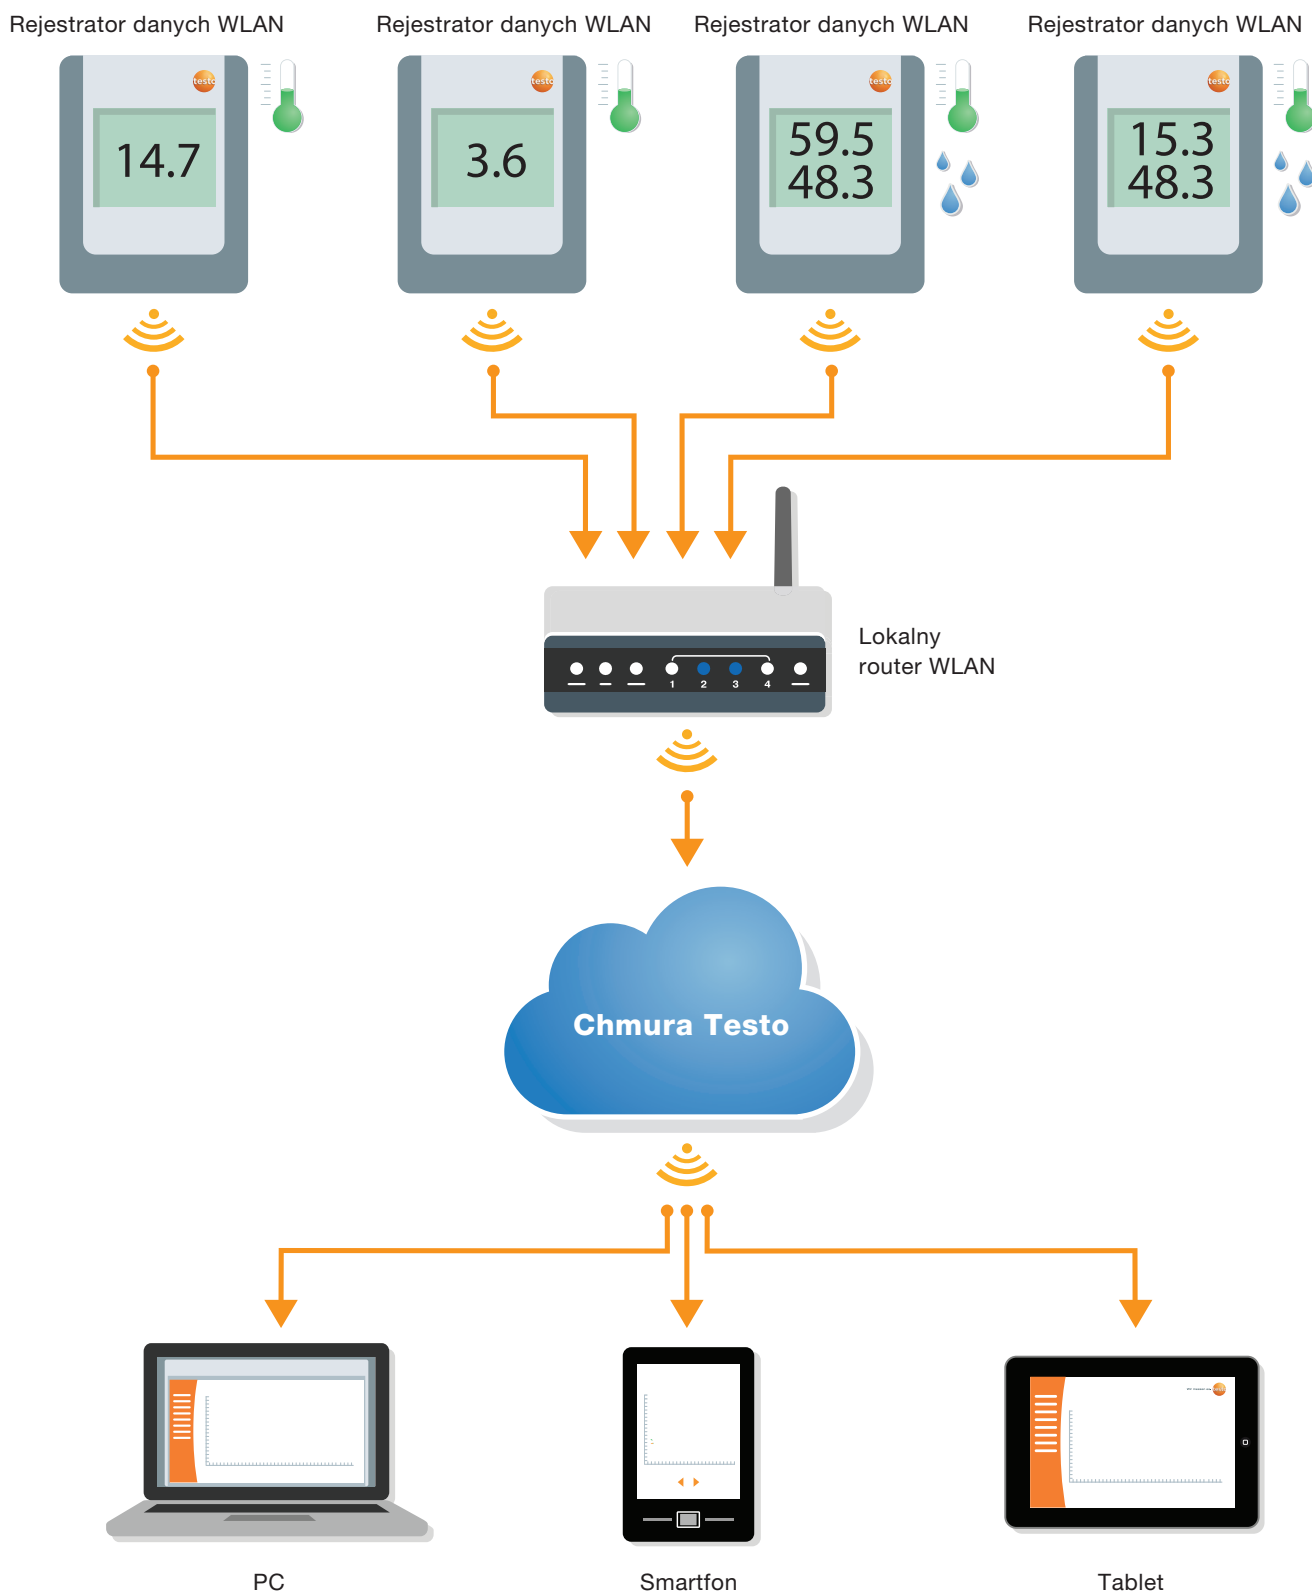 Rejestrator danych WLAN
Rejestrator danych WLAN
Rejestrator danych WLAN
Rejestrator danych WLAN
testo
testo
testo
testo
14.7
3.6
59.5
48.3
15.3
48.3
Lokalny
router WLAN
1 2 3 4
Chmura Testo
testo
PC
Smartfon
Tablet